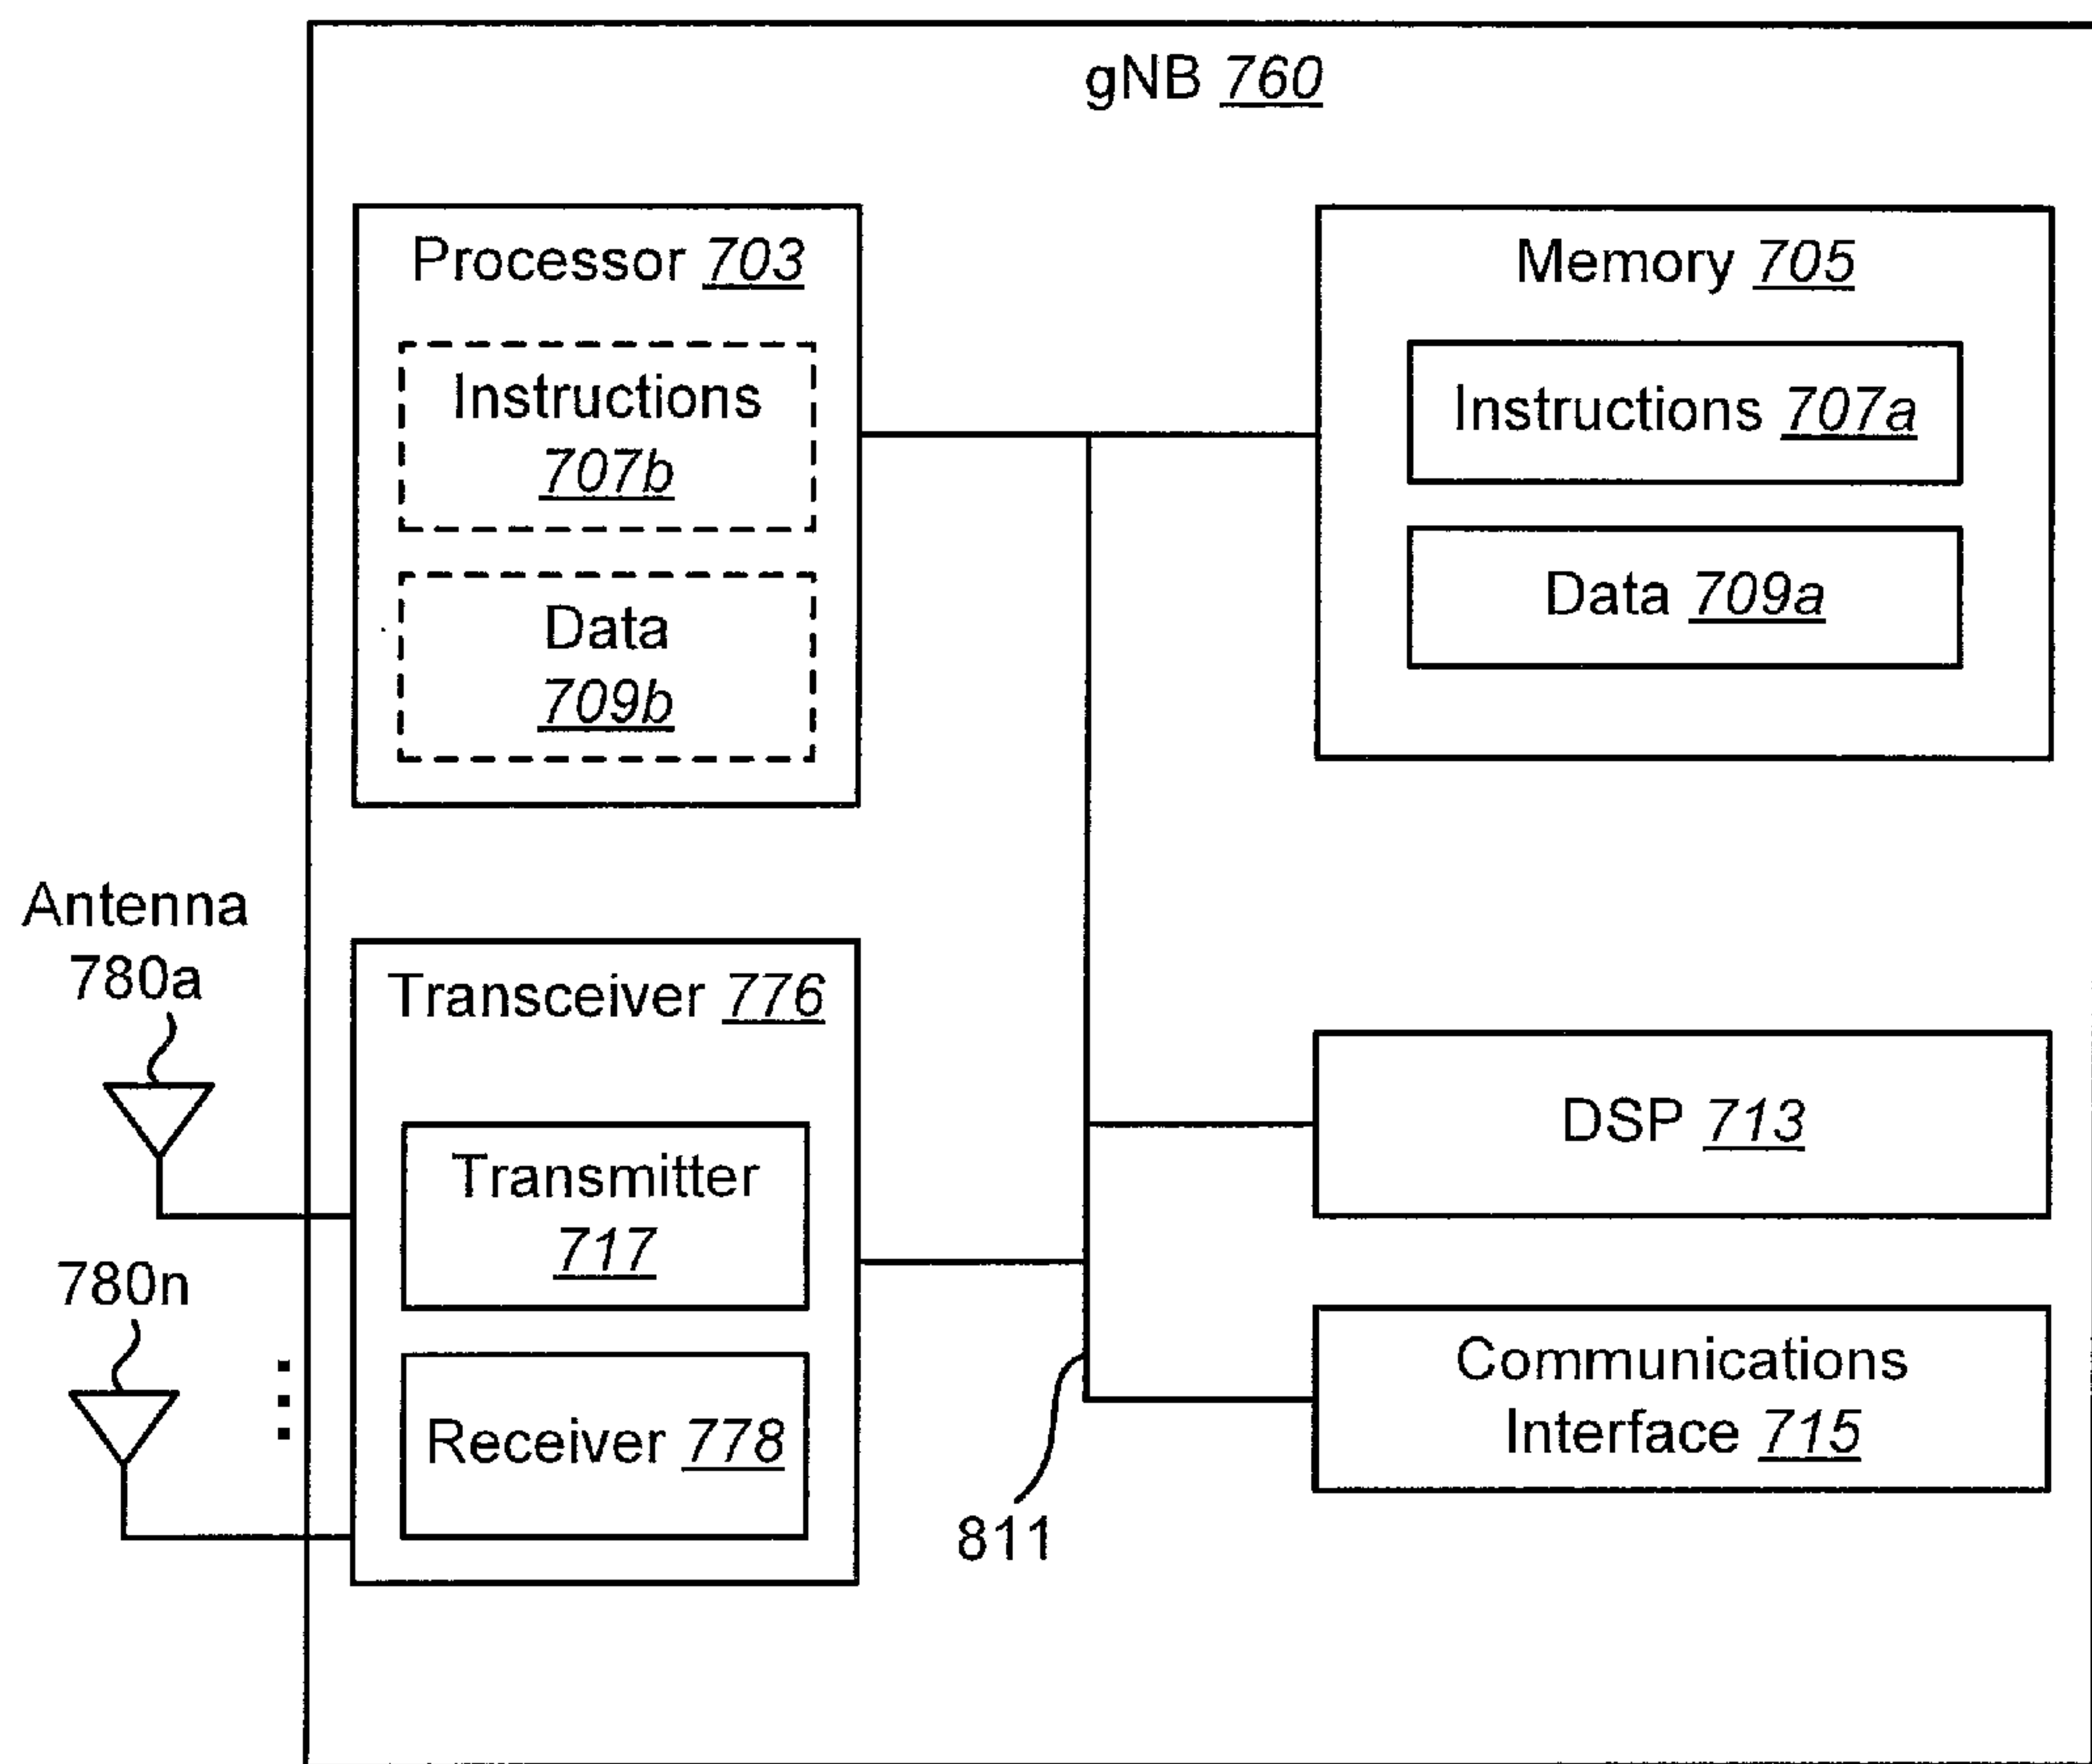 gNB 760
Processor 703
Instructions
707b
Data
709b
Memory 705
Instructions 707a
Data 709a
Antenna
780a
780n
Transceiver 776
Transmitter
717
Receiver 778
DSP 713
Communications
Interface 715
811